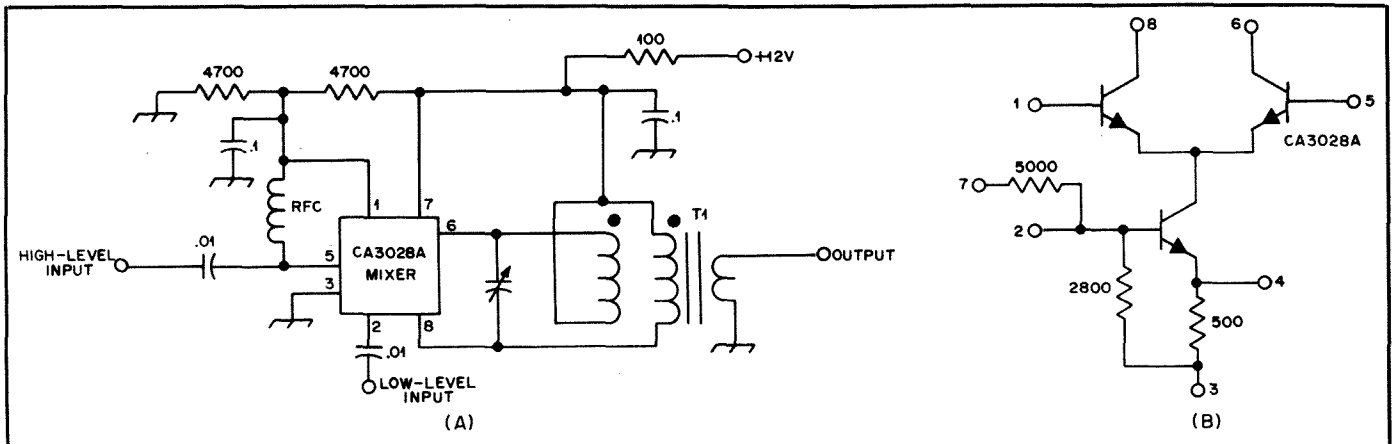 100
+12V
4700
4700
.1
.1
RFC
1
7
6
T1
.01
HIGH-LEVEL
INPUT
5
CA3028A
MIXER
3
2
8
OUTPUT
.01
LOW-LEVEL
INPUT
(A)
8
6
1
5
CA3028A
7
5000
2
2800
4
500
3
(B)